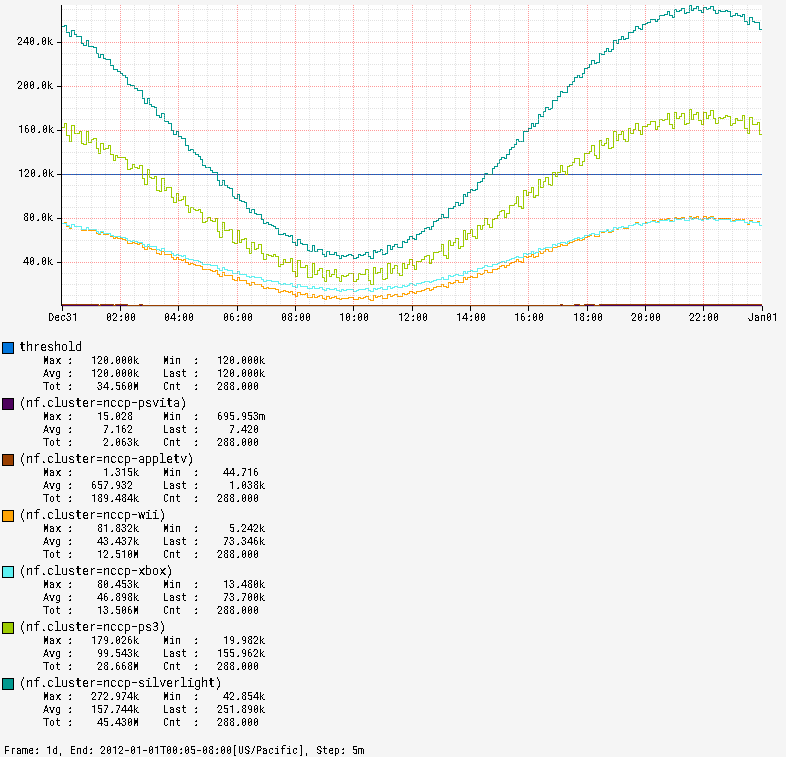 240.0k
200.0k
160.0k
120.0k
80.0k
40.0k
Dec31 02:00 04:00 06:00 08:00 10:00 12:00 14:00 16:00 18:00 20:00 22:00 Jan01
threshold
Max : 120.000k Min : 120.000k
Avg : 120.000k Last : 120.000k
Tot : 34.560M Cnt : 288.000
(nf.cluster=nccp-psvita)
Max : 15.028 Min : 695.953m
Avg : 7.162 Last : 7.420
Tot : 2.063k Cnt : 288.000
(nf.cluster=nccp-appletv)
Max : 1.315k Min : 44.716
Avg : 657.932 Last : 1.038k
Tot : 189.484k Cnt : 288.000
(nf.cluster=nccp-wii)
Max : 81.832k Min : 5.242k
Avg : 43.437k Last : 73.346k
Tot : 12.510M Cnt : 288.000
(nf.cluster=nccp-xbox)
Max : 80.453k Min : 13.480k
Avg : 46.898k Last : 73.700k
Tot : 13.506M Cnt : 288.000
(nf.cluster=nccp-ps3)
Max : 179.026k Min : 19.982k
Avg : 99.543k Last : 155.962k
Tot : 28.668M Cnt : 288.000
(nf.cluster=nccp-silverlight)
Max : 272.974k Min : 42.854k
Avg : 157.744k Last : 251.890k
Tot : 45.430M Cnt : 288.000
Frame: 1d, End: 2012-01-01T00:05-08:00[US/Pacific], Step: 5m